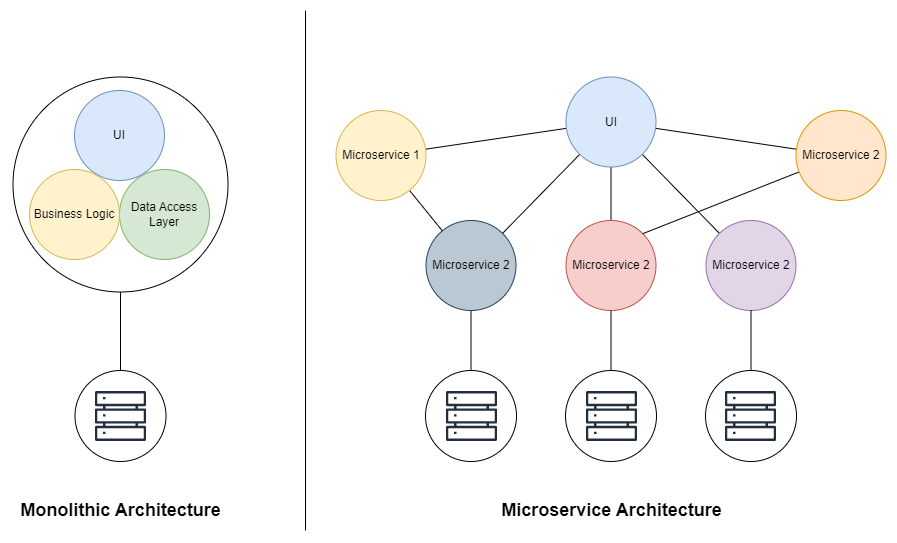 UI
Business Logic
Data Access
Layer
Monolithic Architecture
UI
Microservice 1
Microservice 2
Microservice 2
Microservice 2
Microservice 2
Microservice Architecture